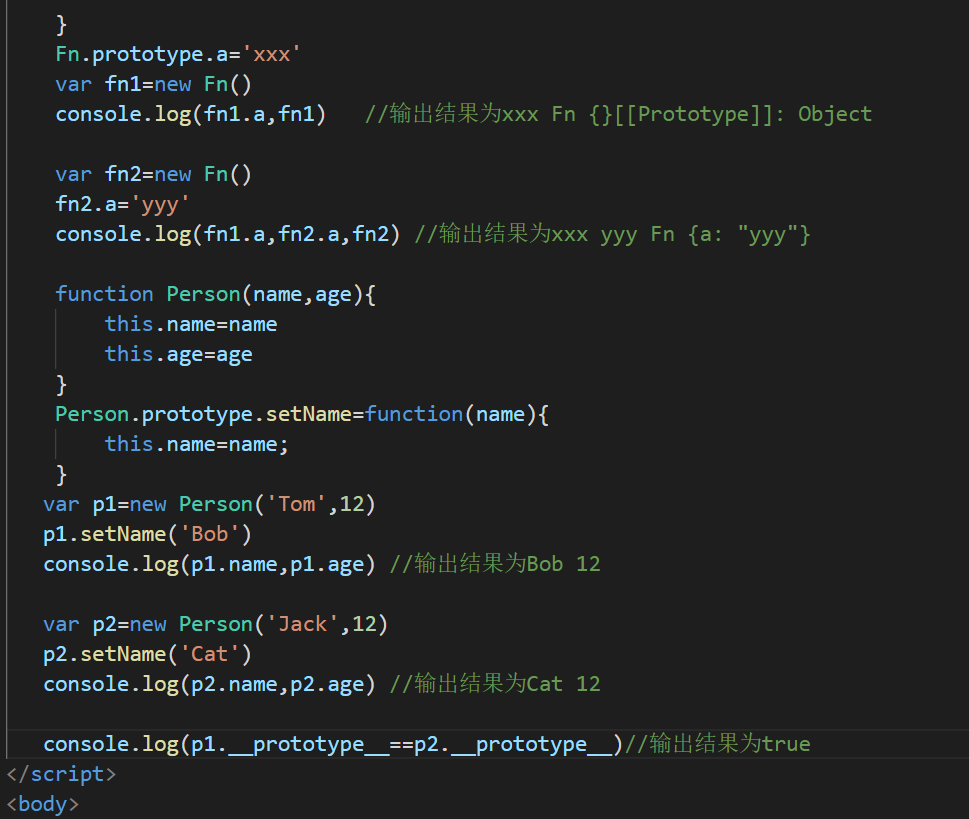 }
Fn.prototype.a='xxx'
var fn1=new Fn()
console.log(fn1.a,fn1)   //输出结果为xxx Fn {}[[Prototype]]: Object
var fn2=new Fn()
fn2.a='yyy'
console.log(fn1.a,fn2.a,fn2) //输出结果为xxx yyy Fn {a: "yyy"}
function Person(name,age){
this.name=name
this.age=age
}
Person.prototype.setName=function(name){
this.name=name;
}
var p1=new Person('Tom',12)
p1.setName('Bob')
console.log(p1.name,p1.age) //输出结果为Bob 12
var p2=new Person('Jack',12)
p2.setName('Cat')
console.log(p2.name,p2.age) //输出结果为Cat 12
console.log(p1.__prototype__==p2.__prototype__)//输出结果为true
</script>
<body>